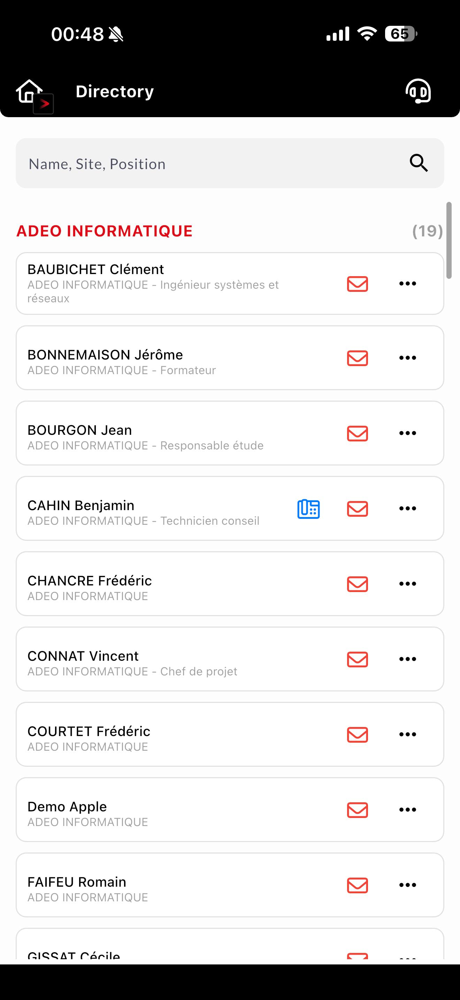 00:48
65
Directory
Name, Site, Position
ADEO INFORMATIQUE (19)
BAUBICHET Clément
ADEO INFORMATIQUE - Ingénieur systèmes et
réseaux
BONNEMAISON Jérôme
ADEO INFORMATIQUE - Formateur
BOURGON Jean
ADEO INFORMATIQUE - Responsable étude
CAHIN Benjamin
ADEO INFORMATIQUE - Technicien conseil
CHANCRE Frédéric
ADEO INFORMATIQUE
CONNAT Vincent
ADEO INFORMATIQUE - Chef de projet
COURTET Frédéric
ADEO INFORMATIQUE
Demo Apple
ADEO INFORMATIQUE
FAIFEU Romain
ADEO INFORMATIQUE
GISSAT Cécile